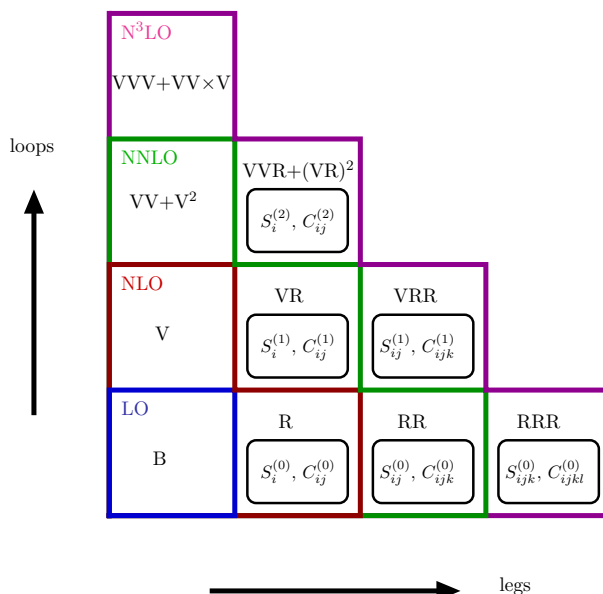 N³LO
VVV+VV×V
loops
NNLO
VV+V²
VVR+(VR)²
S_i^{(2)}, C_{ij}^{(2)}
NLO
V
VR
S_i^{(1)}, C_{ij}^{(1)}
VRR
S_{ij}^{(1)}, C_{ijk}^{(1)}
LO
B
R
S_i^{(0)}, C_{ij}^{(0)}
RR
S_{ij}^{(0)}, C_{ijk}^{(0)}
RRR
S_{ijk}^{(0)}, C_{ijkl}^{(0)}
legs